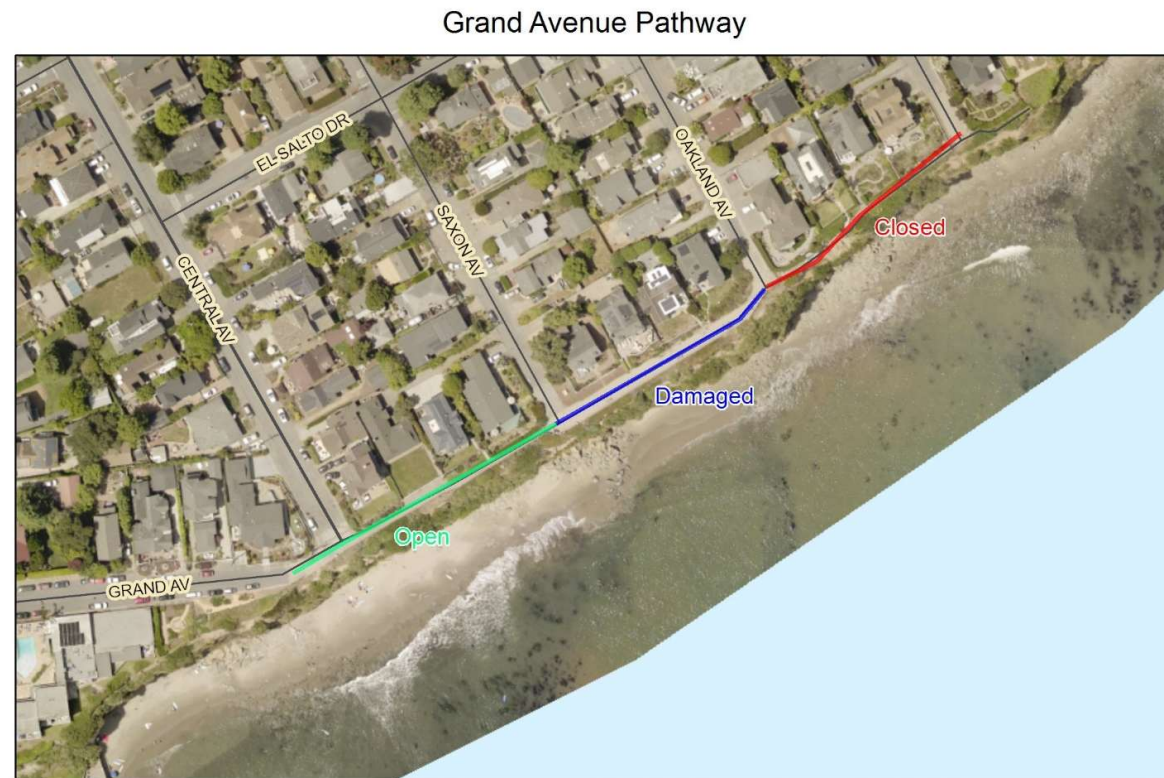 Grand Avenue Pathway
EL SALTO DR
OAKLAND AV
SAXON AV
Closed
CENTRAL AV
Damaged
Open
GRAND AV